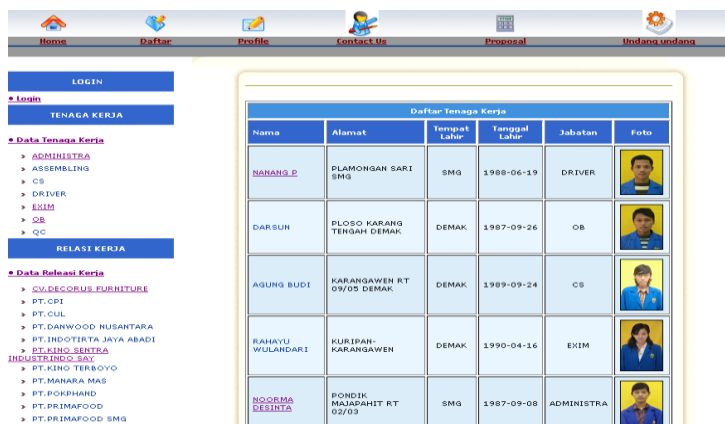 Home Daftar Profile Contact Us Proposal Undang undang
LOGIN
• Login
TENAGA KERJA
• Data Tenaga Kerja
» ADMINISTRA
» ASSEMBLING
» CS
» DRIVER
» EXIM
» OB
» QC
RELASI KERJA
• Data Releasi Kerja
» CV.DECORUS FURNITURE
» PT.CPI
» PT.CUL
» PT.DANWOOD NUSANTARA
» PT.INDOTIRTA JAYA ABADI
» PT.KINO SENTRA
INDUSTRINDO SAY
» PT.KINO TERBOYO
» PT.MANARA MAS
» PT.POKPHAND
» PT.PRIMAFOOD
» PT.PRIMAFOOD SMG
Daftar Tenaga Kerja
Nama Alamat Tempat Lahir Tanggal Lahir Jabatan Foto
NANANG P PLAMONGAN SARI SMG SMG 1988-06-19 DRIVER
DARSUN PLOSO KARANG TENGAH DEMAK DEMAK 1987-09-26 OB
AGUNG BUDI KARANGAWEN RT 09/05 DEMAK DEMAK 1989-09-24 CS
RAHAYU WULANDARI KURIPAN-KARANGAWEN DEMAK 1990-04-16 EXIM
NOORMA DESINTA PONDIK MAJAPAHIT RT 02/03 SMG 1987-09-08 ADMINISTRA